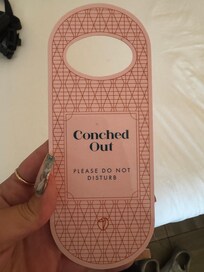 Conched
Out
PLEASE DO NOT
DISTURB